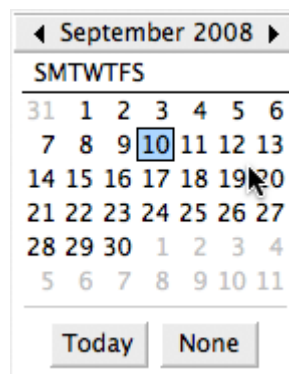 September 2008
SMTWTFS
31 1 2 3 4 5 6
7 8 9 10 11 12 13
14 15 16 17 18 19 20
21 22 23 24 25 26 27
28 29 30 1 2 3 4
5 6 7 8 9 10 11
Today None